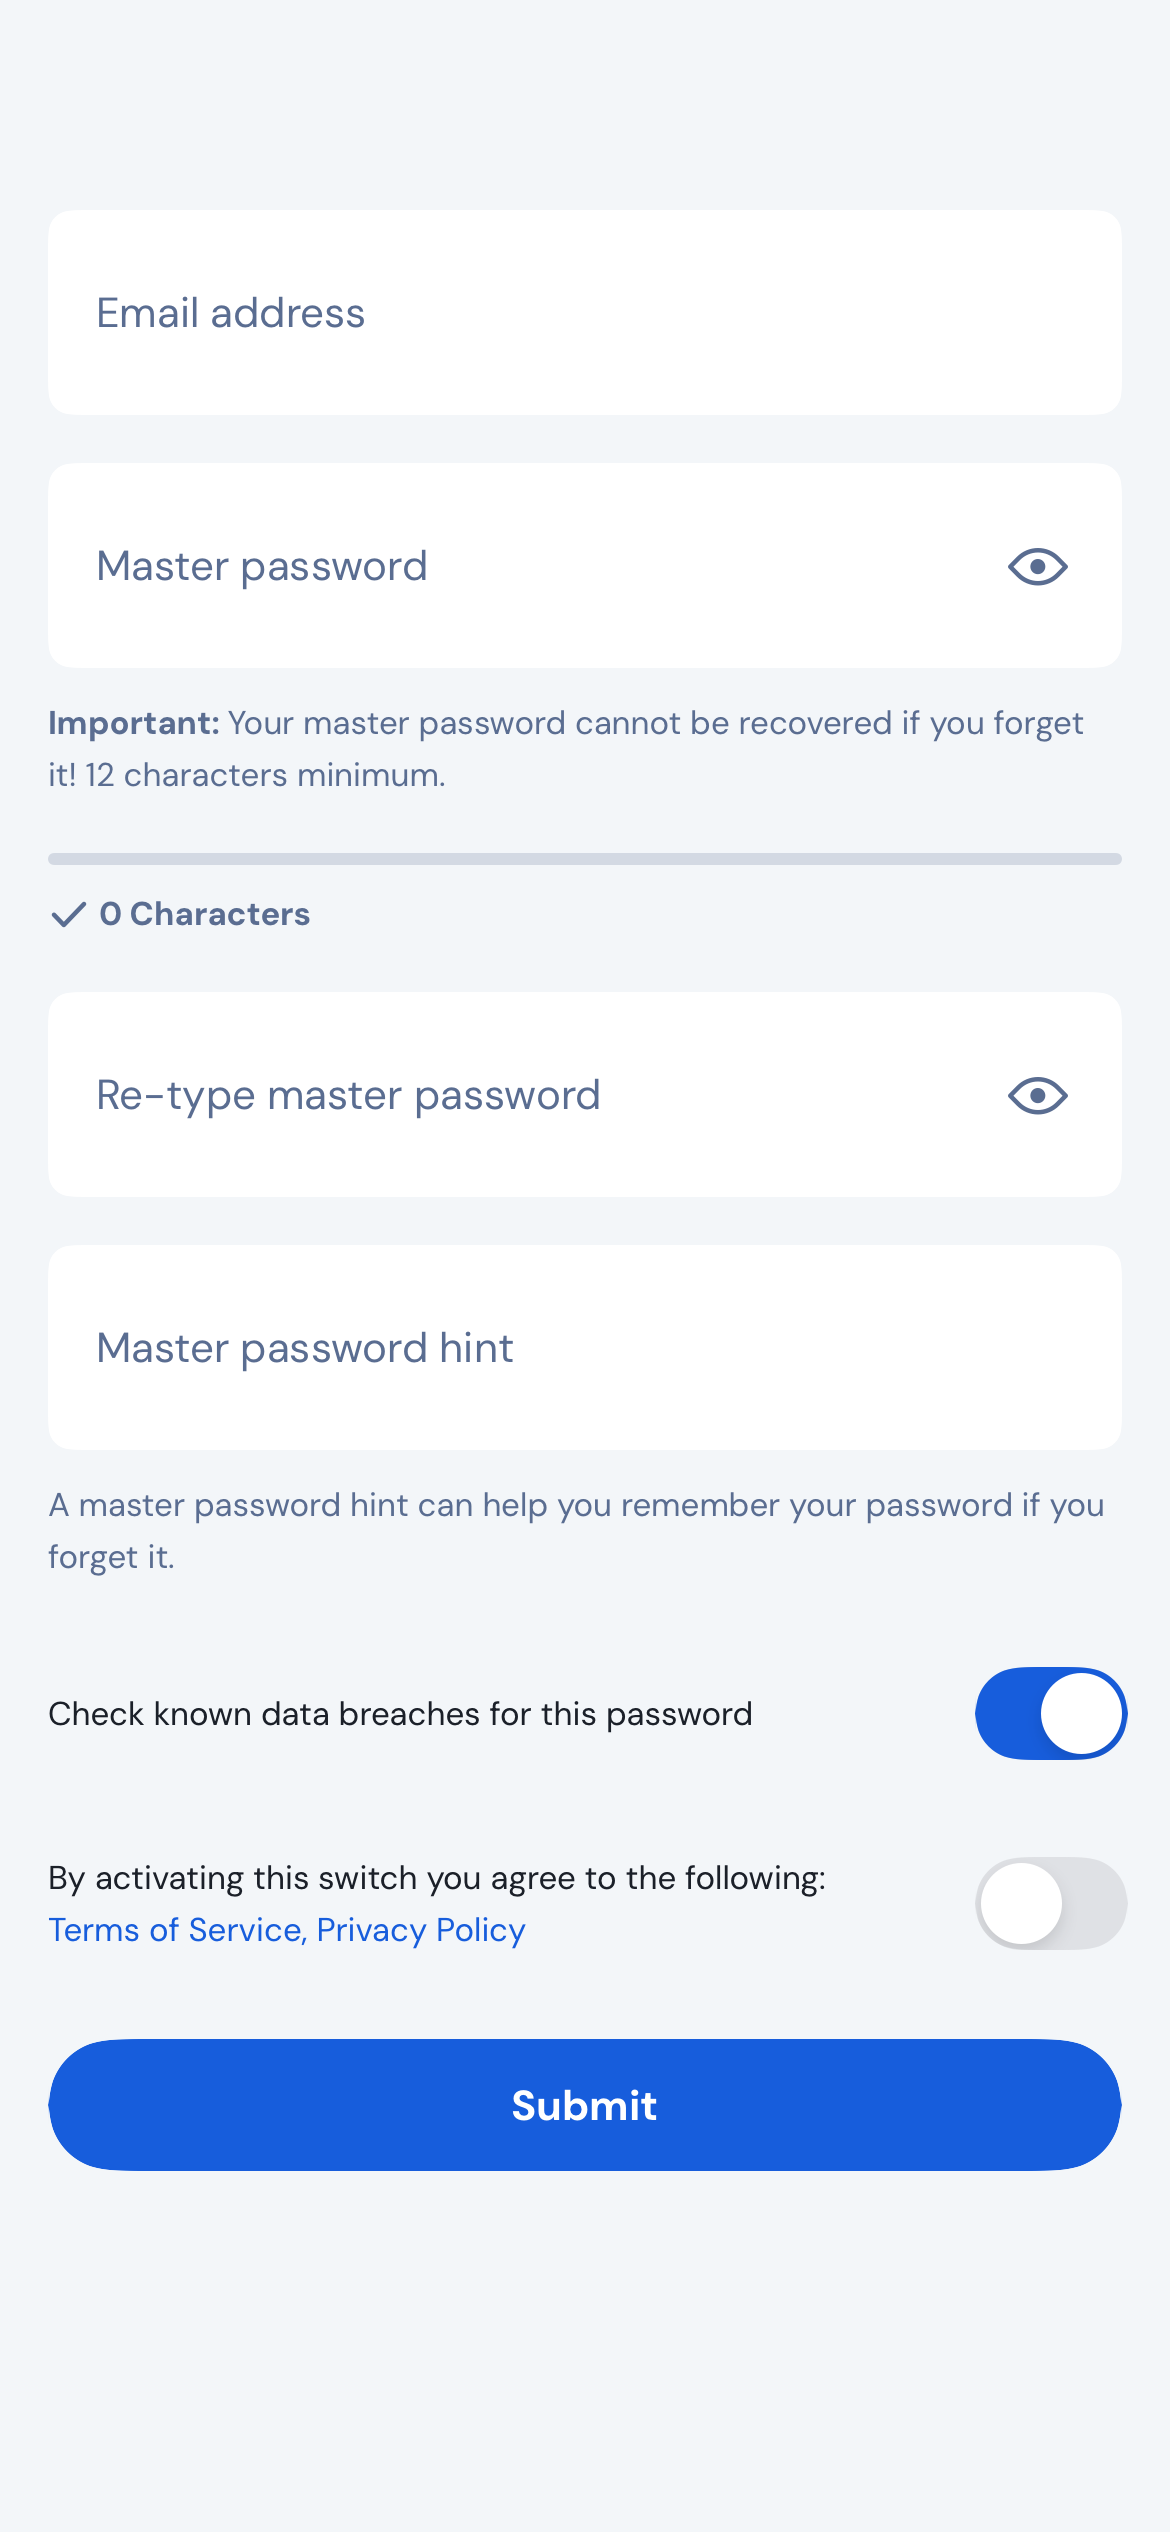 Email address
Master password
Important: Your master password cannot be recovered if you forget
it! 12 characters minimum.
0 Characters
Re-type master password
Master password hint
A master password hint can help you remember your password if you
forget it.
Check known data breaches for this password
By activating this switch you agree to the following:
Terms of Service, Privacy Policy
Submit